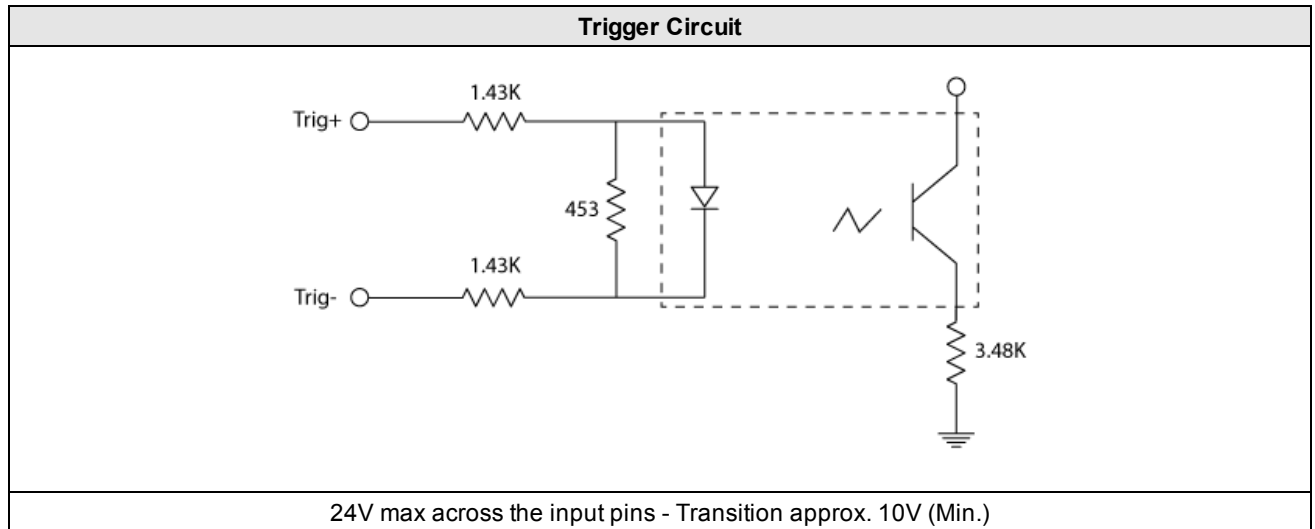 Trigger Circuit
1.43K
Trig+
453
1.43K
Trig-
3.48K
24V max across the input pins - Transition approx. 10V (Min.)